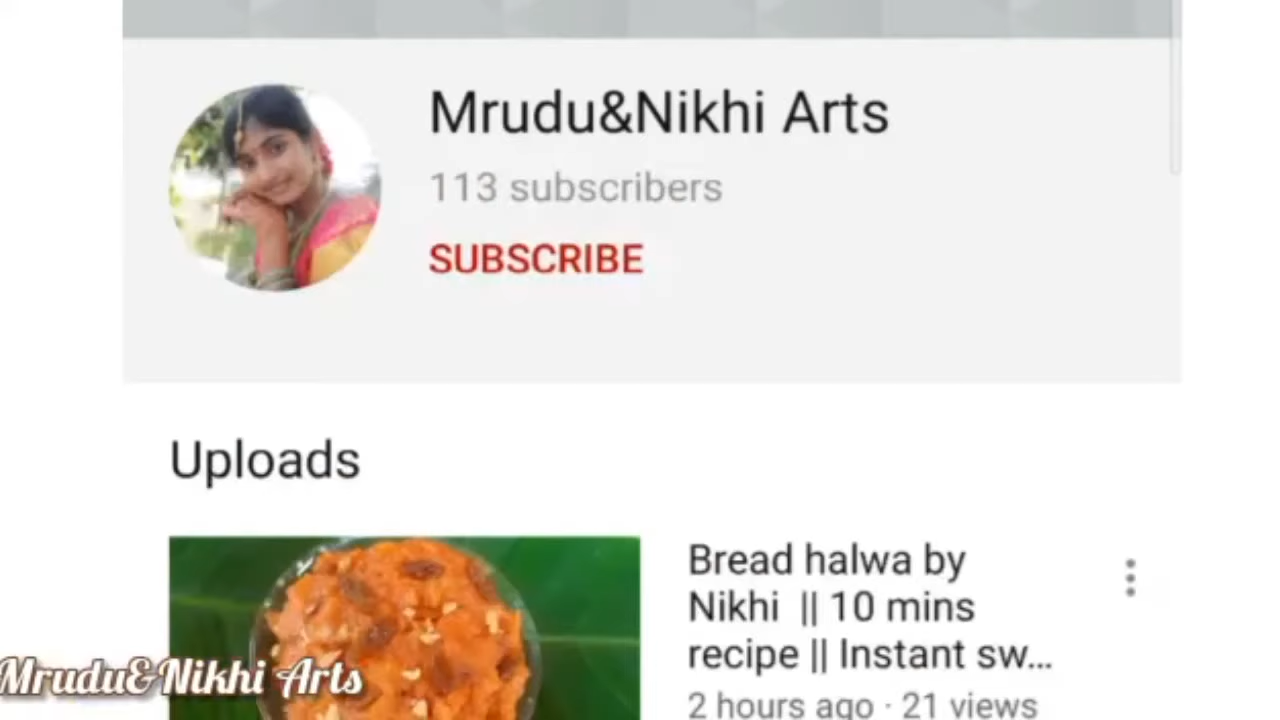 Mrudu&Nikhi Arts
113 subscribers
SUBSCRIBE
Uploads
Bread halwa by
Nikhi || 10 mins
recipe || Instant sw...
2 hours ago · 21 views
Mrudu&Nikhi Arts